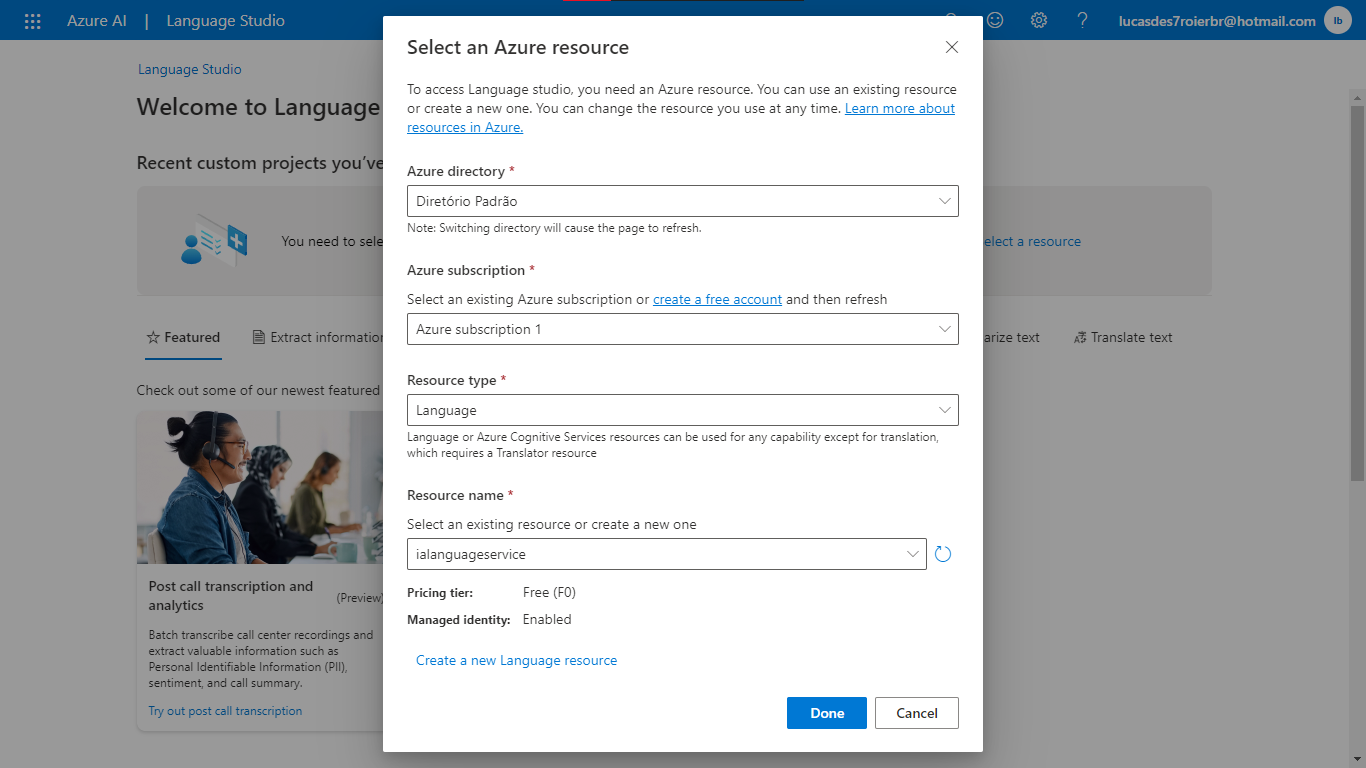 Azure AI | Language Studio
lucasdes7roierbr@hotmail.com
lb
Language Studio
Welcome to Language
Recent custom projects you've
You need to sele
elect a resource
Featured
Extract information
arize text
Translate text
Check out some of our newest featured
Post call transcription and
analytics
(Preview)
Batch transcribe call center recordings and
extract valuable information such as
Personal Identifiable Information (PII),
sentiment, and call summary.
Try out post call transcription
Select an Azure resource
To access Language studio, you need an Azure resource. You can use an existing resource
or create a new one. You can change the resource you use at any time. Learn more about
resources in Azure.
Azure directory *
Diretório Padrão
Note: Switching directory will cause the page to refresh.
Azure subscription *
Select an existing Azure subscription or create a free account and then refresh
Azure subscription 1
Resource type *
Language
Language or Azure Cognitive Services resources can be used for any capability except for translation,
which requires a Translator resource
Resource name *
Select an existing resource or create a new one
ialanguageservice
Pricing tier: Free (F0)
Managed identity: Enabled
Create a new Language resource
Done
Cancel